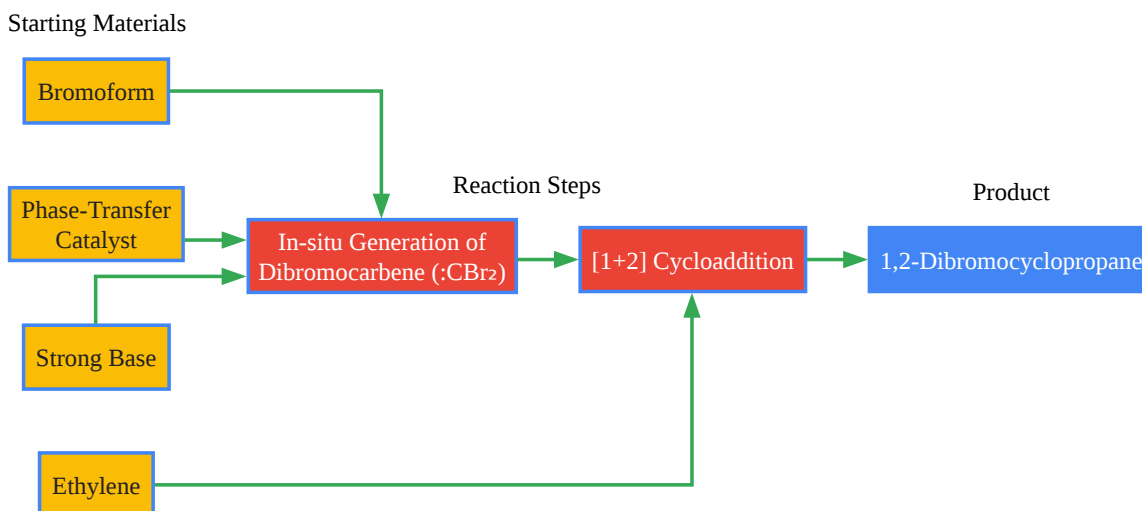 Starting Materials
Bromoform
Phase-Transfer
Catalyst
Strong Base
Ethylene
Reaction Steps
In-situ Generation of
Dibromocarbene (:CBr₂)
[1+2] Cycloaddition
Product
1,2-Dibromocyclopropane